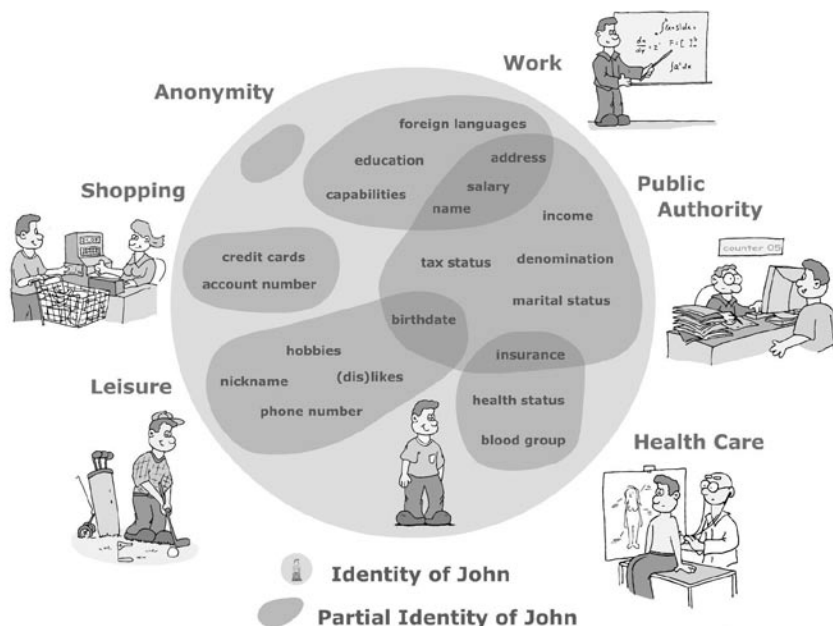 Work
Anonymity
foreign languages
education
address
Shopping
capabilities
salary
Public
Authority
name
income
counter 05
credit cards
tax status
denomination
account number
marital status
birthdate
hobbies
insurance
Leisure
nickname
(dis)likes
health status
phone number
blood group
Health Care
Identity of John
Partial Identity of John